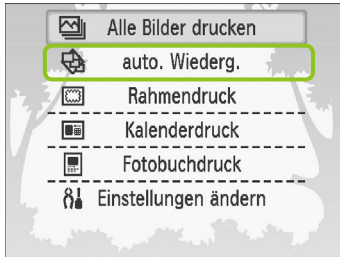 Alle Bilder drucken
auto. Wiederg.
Rahmendruck
Kalenderdruck
Fotobuchdruck
Einstellungen ändern